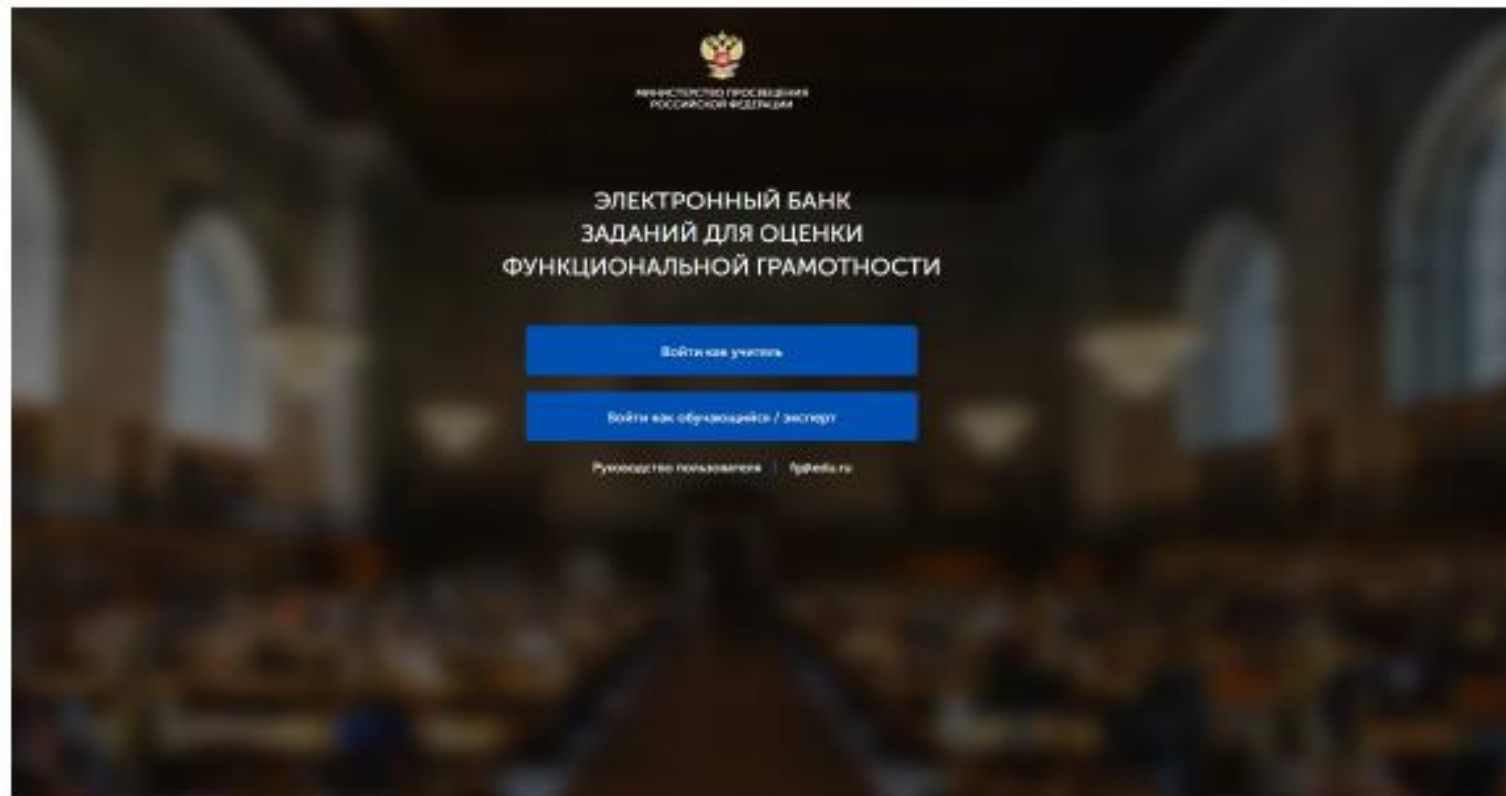 МИНИСТЕРСТВО ПРОСВЕЩЕНИЯ
РОССИЙСКОЙ ФЕДЕРАЦИИ
ЭЛЕКТРОННЫЙ БАНК
ЗАДАНИЙ ДЛЯ ОЦЕНКИ
ФУНКЦИОНАЛЬНОЙ ГРАМОТНОСТИ
Войти как учитель
Войти как обучающийся / эксперт
Руководство пользователя | fg@edu.ru